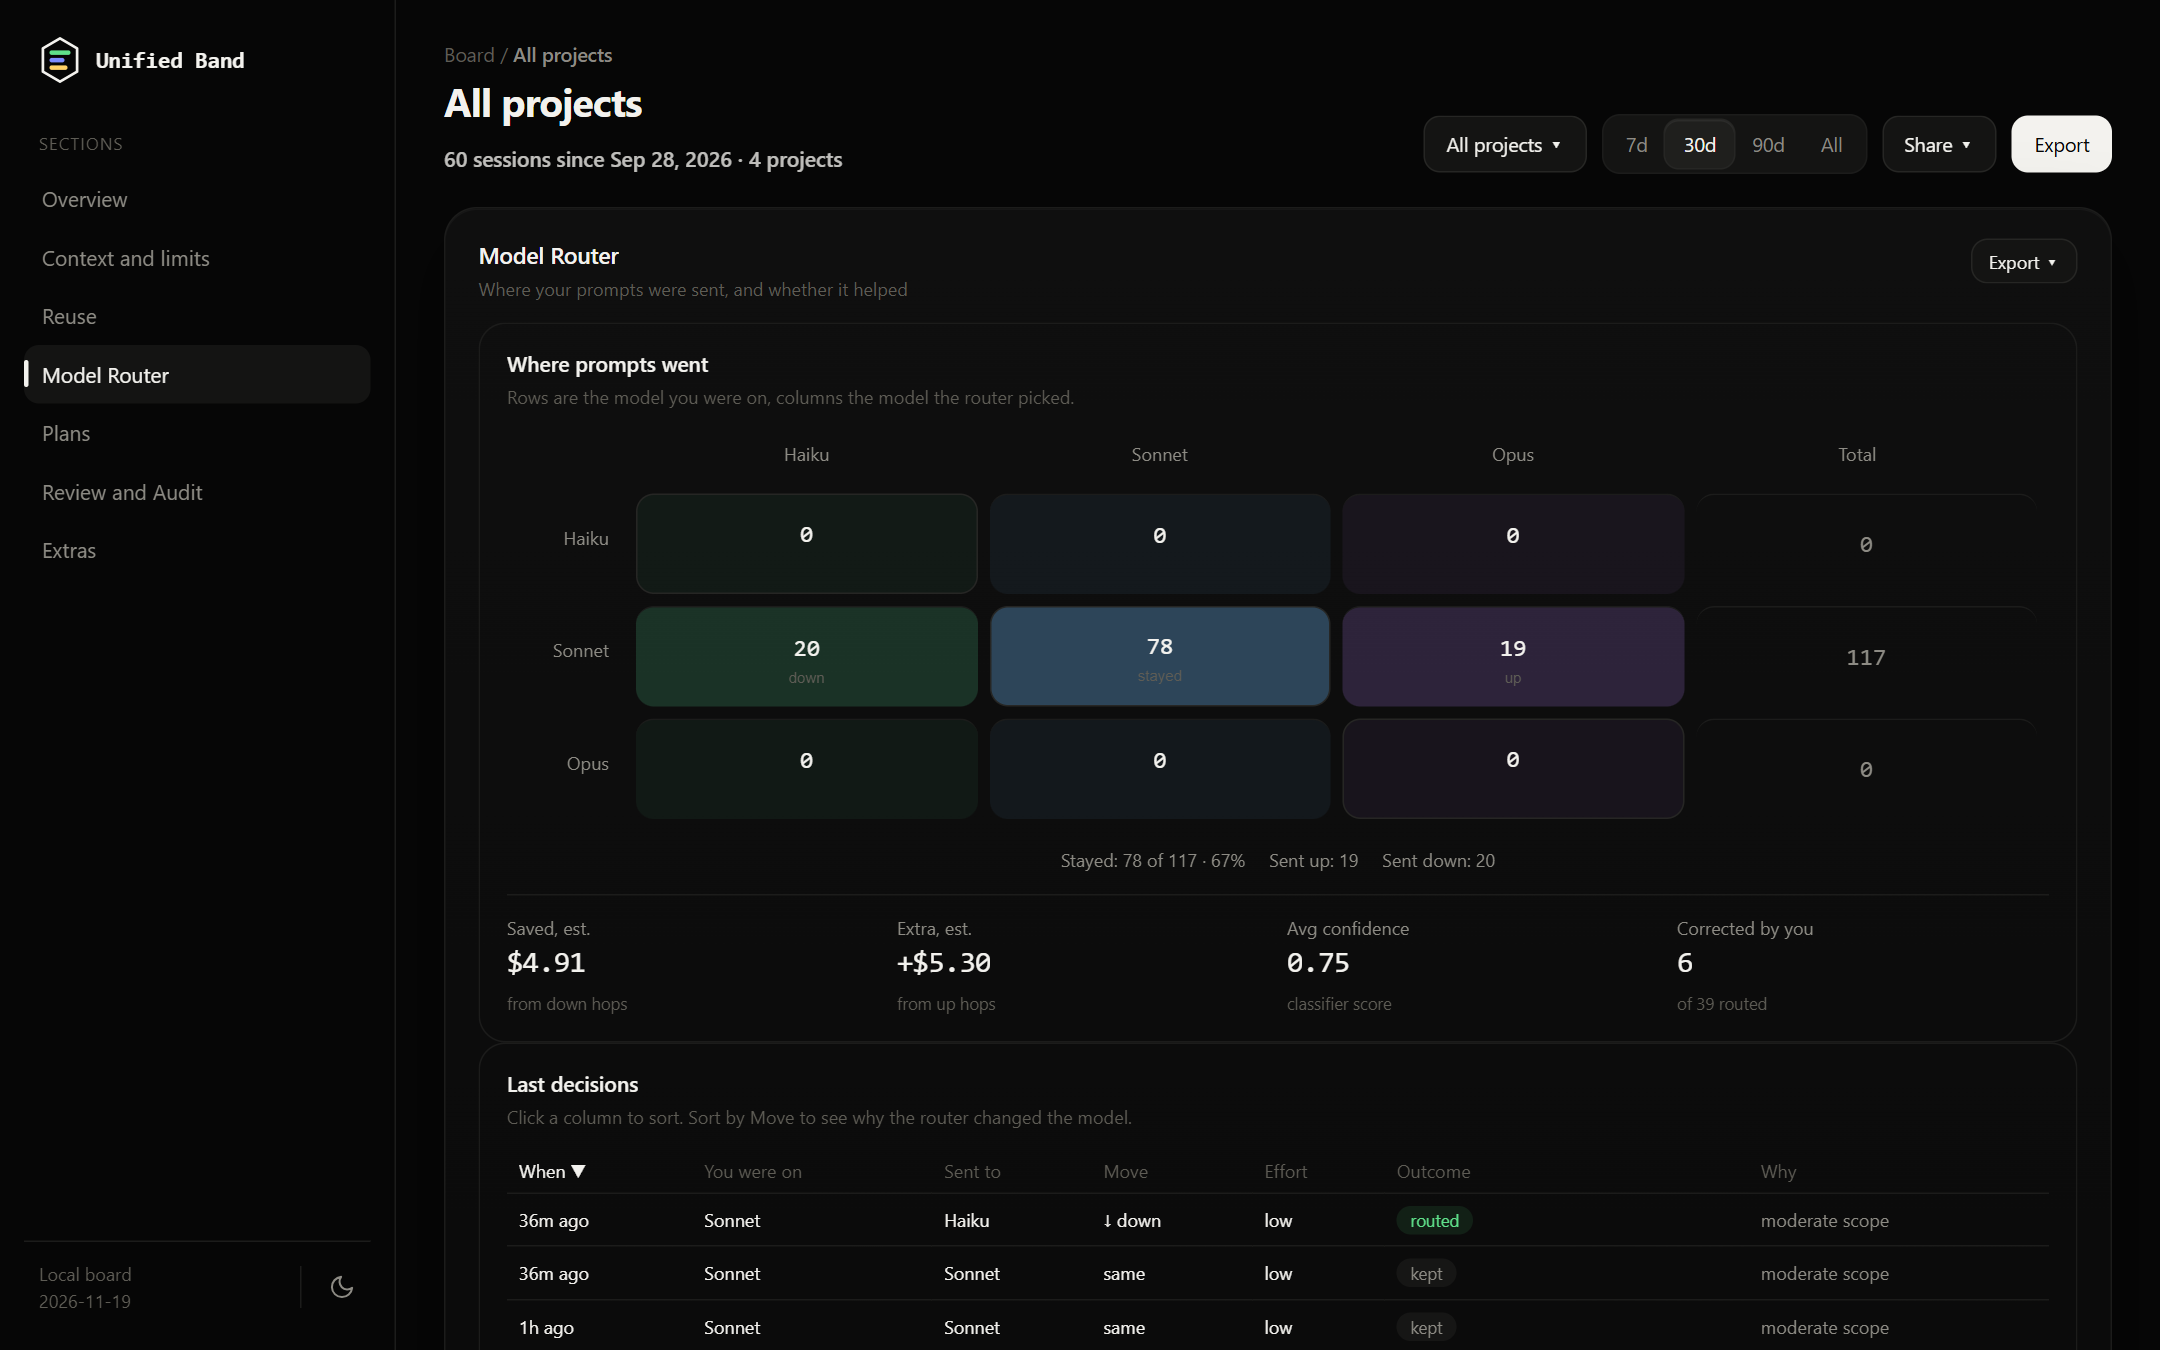 Unified Band
SECTIONS
Overview
Context and limits
Reuse
Model Router
Plans
Review and Audit
Extras
Local board
2026-11-19
Board / All projects
All projects
60 sessions since Sep 28, 2026 · 4 projects
All projects ▾ 7d 30d 90d All Share ▾ Export
Model Router
Export ▾
Where your prompts were sent, and whether it helped
Where prompts went
Rows are the model you were on, columns the model the router picked.
Haiku Sonnet Opus Total
Haiku 0 0 0 0
Sonnet 20 78 19 117
down stayed up
Opus 0 0 0 0
Stayed: 78 of 117 · 67% Sent up: 19 Sent down: 20
Saved, est. Extra, est. Avg confidence Corrected by you
$4.91 +$5.30 0.75 6
from down hops from up hops classifier score of 39 routed
Last decisions
Click a column to sort. Sort by Move to see why the router changed the model.
When ▼ You were on Sent to Move Effort Outcome Why
36m ago Sonnet Haiku ↓ down low routed moderate scope
36m ago Sonnet Sonnet same low kept moderate scope
1h ago Sonnet Sonnet same low kept moderate scope